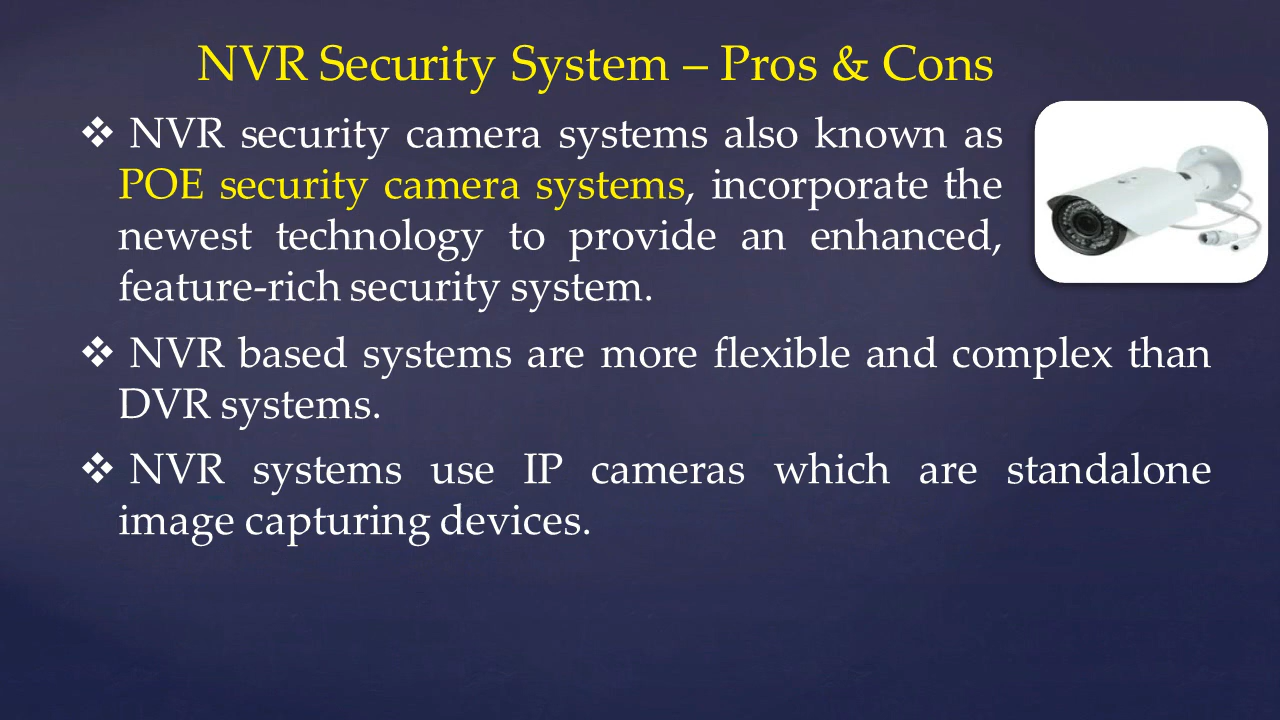 NVR Security System – Pros & Cons
❖ NVR security camera systems also known as
POE security camera systems, incorporate the
newest technology to provide an enhanced,
feature-rich security system.
❖ NVR based systems are more flexible and complex than
DVR systems.
❖ NVR systems use IP cameras which are standalone
image capturing devices.